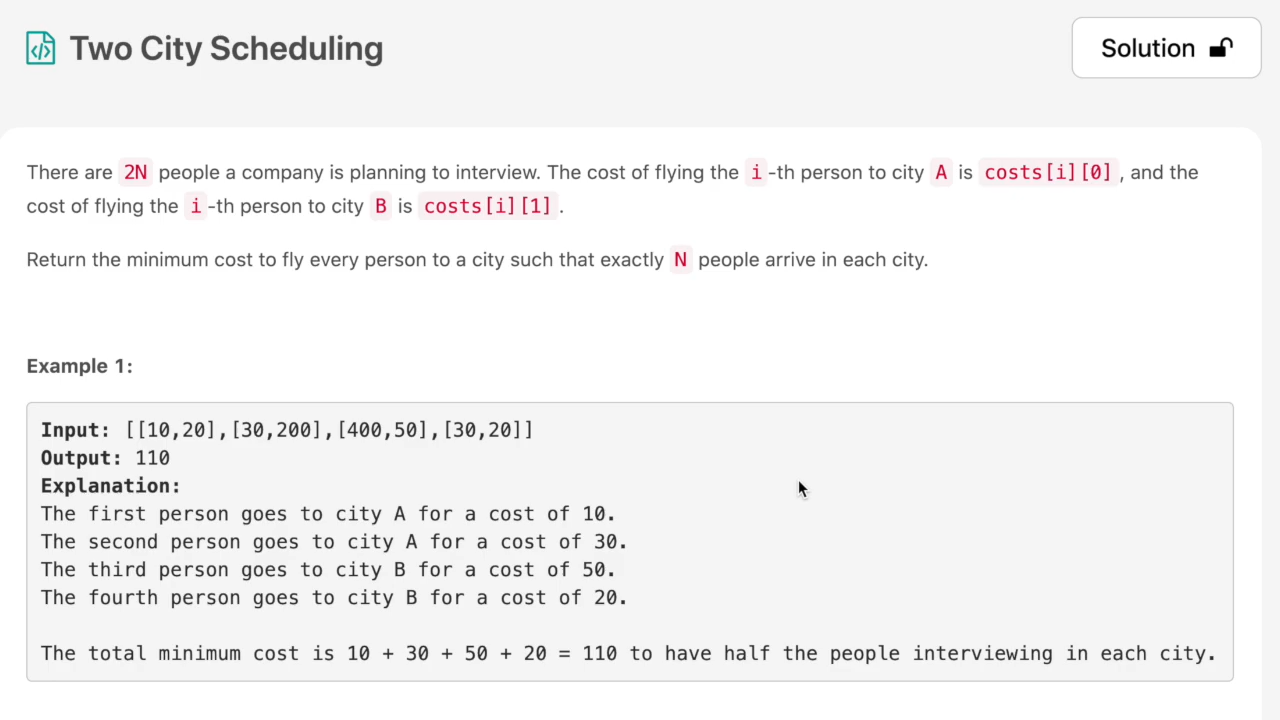 Two City Scheduling
Solution
There are 2N people a company is planning to interview. The cost of flying the i -th person to city A is costs[i][0] , and the
cost of flying the i -th person to city B is costs[i][1] .
Return the minimum cost to fly every person to a city such that exactly N people arrive in each city.
Example 1:
Input: [[10,20],[30,200],[400,50],[30,20]]
Output: 110
Explanation:
The first person goes to city A for a cost of 10.
The second person goes to city A for a cost of 30.
The third person goes to city B for a cost of 50.
The fourth person goes to city B for a cost of 20.
The total minimum cost is 10 + 30 + 50 + 20 = 110 to have half the people interviewing in each city.